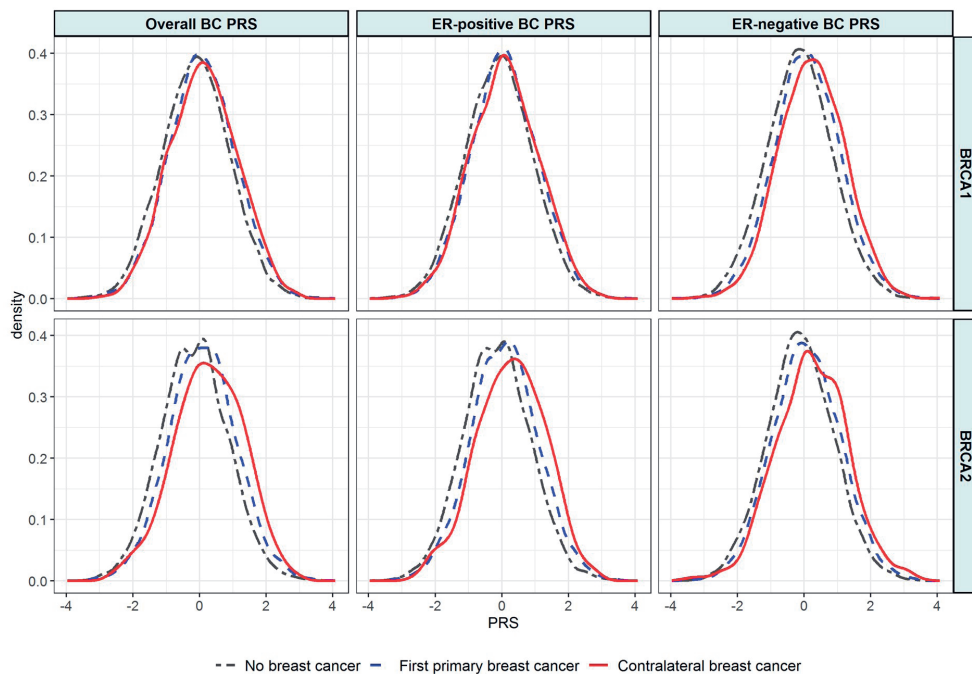 Overall BC PRS
ER-positive BC PRS
ER-negative BC PRS
0.4
0.3
0.2
0.1
0.0
BRCA1
density
0.4
0.3
0.2
0.1
0.0
BRCA2
-4 -2 0 2 4
-4 -2 0 2 4
-4 -2 0 2 4
PRS
No breast cancer
First primary breast cancer
Contralateral breast cancer